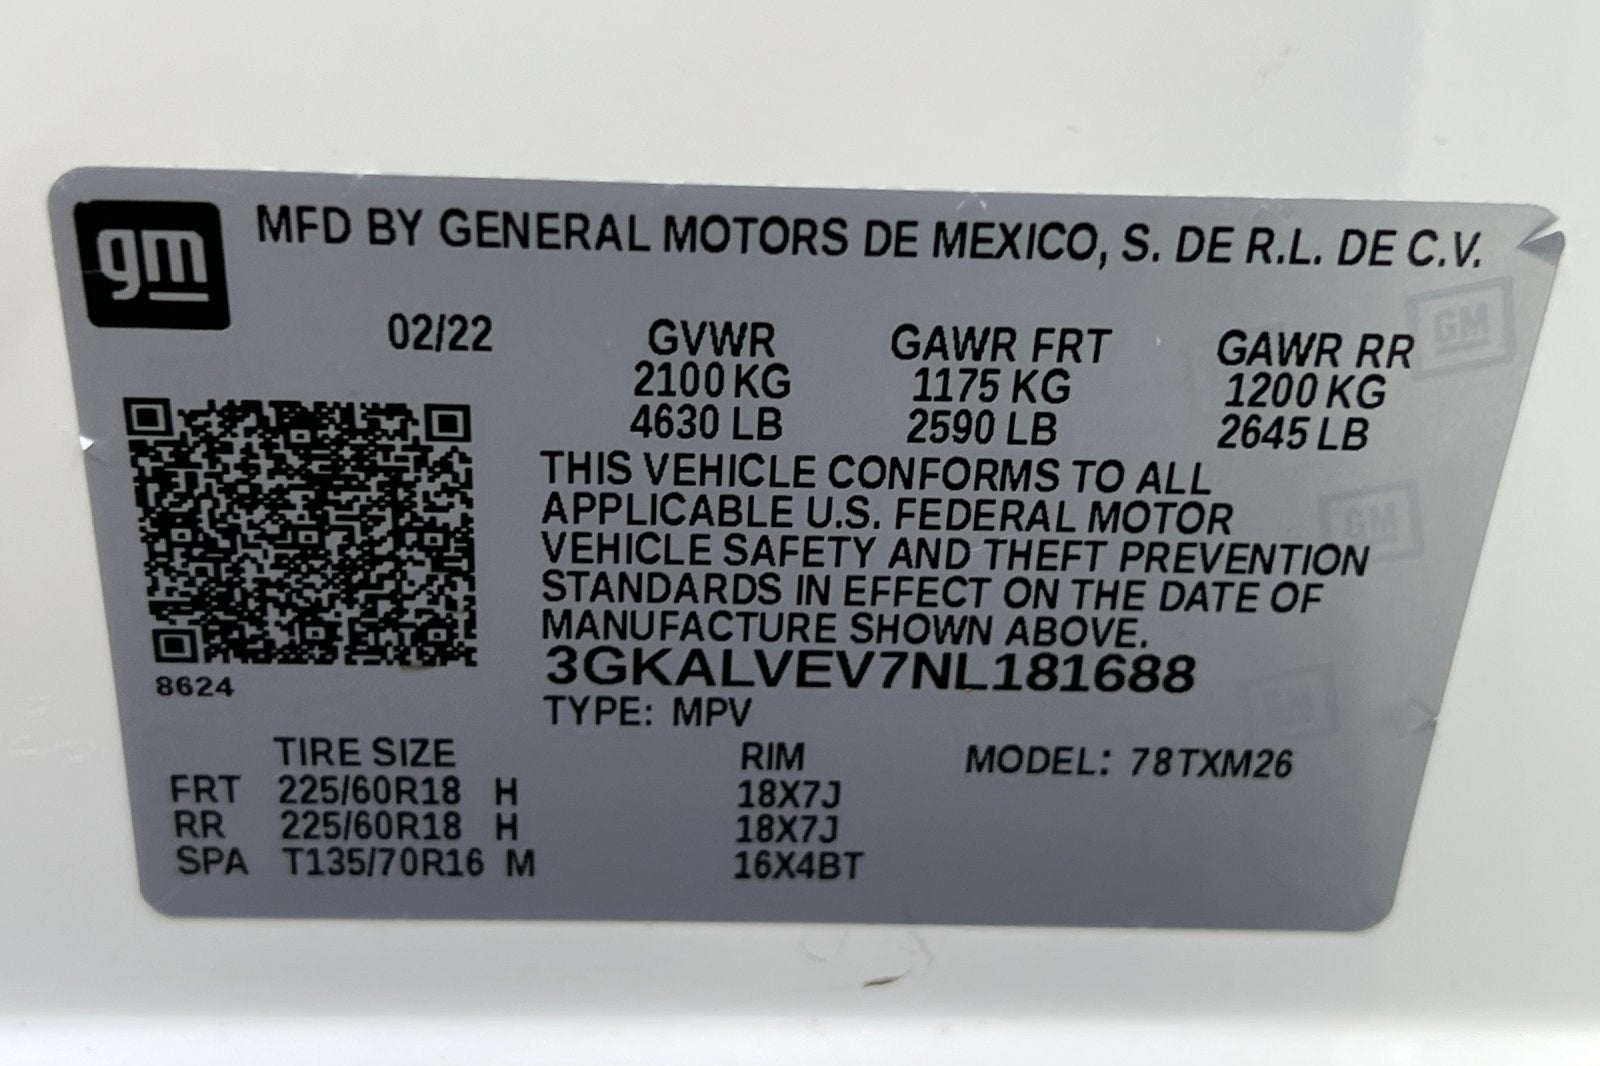 gm
MFD BY GENERAL MOTORS DE MEXICO, S. DE R.L. DE C.V.
02/22 GVWR GAWR FRT GAWR RR
2100 KG 1175 KG 1200 KG
4630 LB 2590 LB 2645 LB
THIS VEHICLE CONFORMS TO ALL
APPLICABLE U.S. FEDERAL MOTOR
VEHICLE SAFETY AND THEFT PREVENTION
STANDARDS IN EFFECT ON THE DATE OF
MANUFACTURE SHOWN ABOVE.
3GKALVEV7NL181688
8624
TYPE: MPV
TIRE SIZE RIM MODEL: 78TXM26
FRT 225/60R18 H 18X7J
RR 225/60R18 H 18X7J
SPA T135/70R16 M 16X4BT
GM
GM
GM